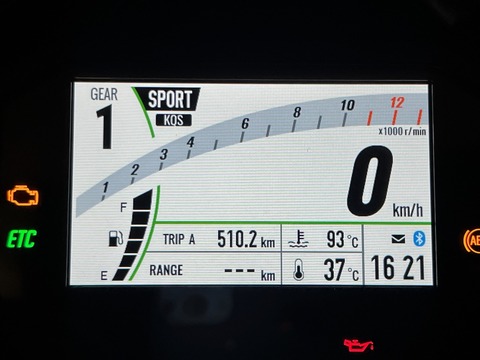 GEAR
1
SPORT
KQS
1 2 3 4 6 8 10 12
x1000 r/min
0
km/h
F
E
ETC
TRIP A 510.2 km
93 °C
RANGE --- km
37 °C
16 21